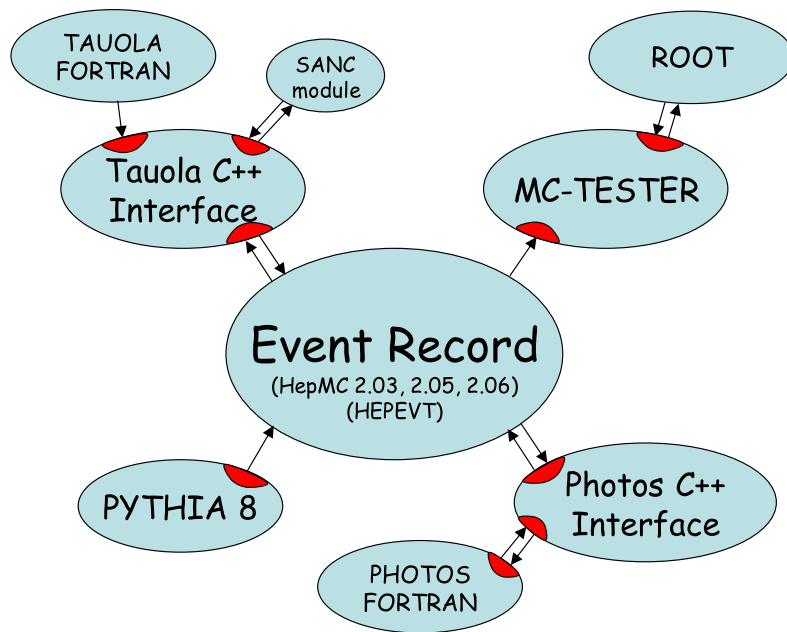 TAUOLA
FORTRAN
SANC
module
ROOT
Tauola C++
Interface
MC-TESTER
Event Record
(HepMC 2.03, 2.05, 2.06)
(HEPEVT)
PYTHIA 8
Photos C++
Interface
PHOTOS
FORTRAN